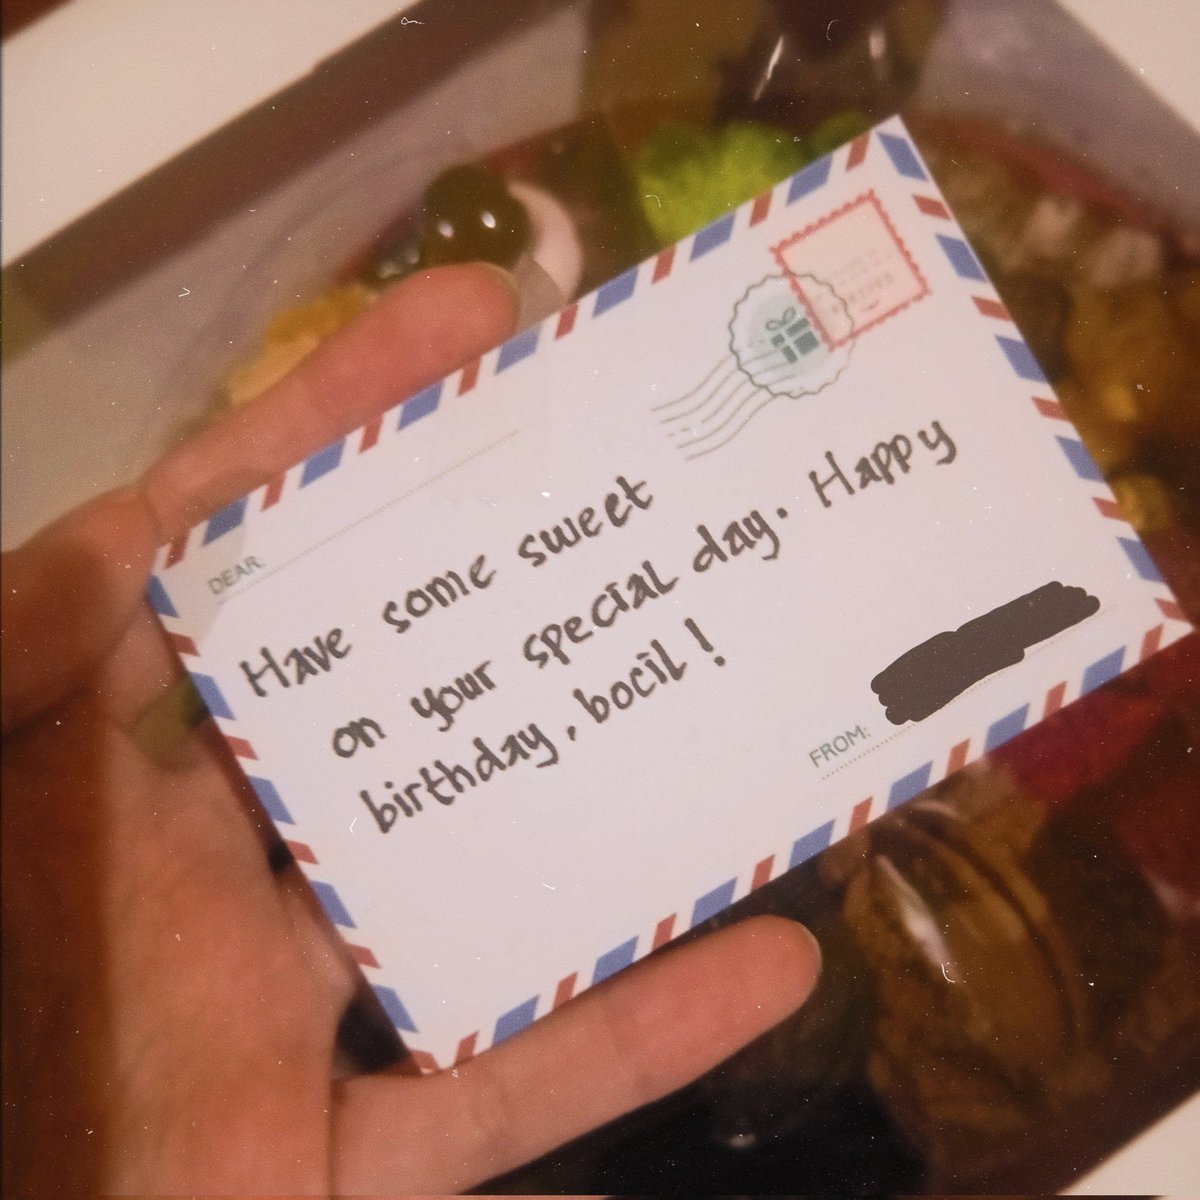 DEAR:
Have some sweet
on your special day. Happy
birthday, bocil!
FROM: